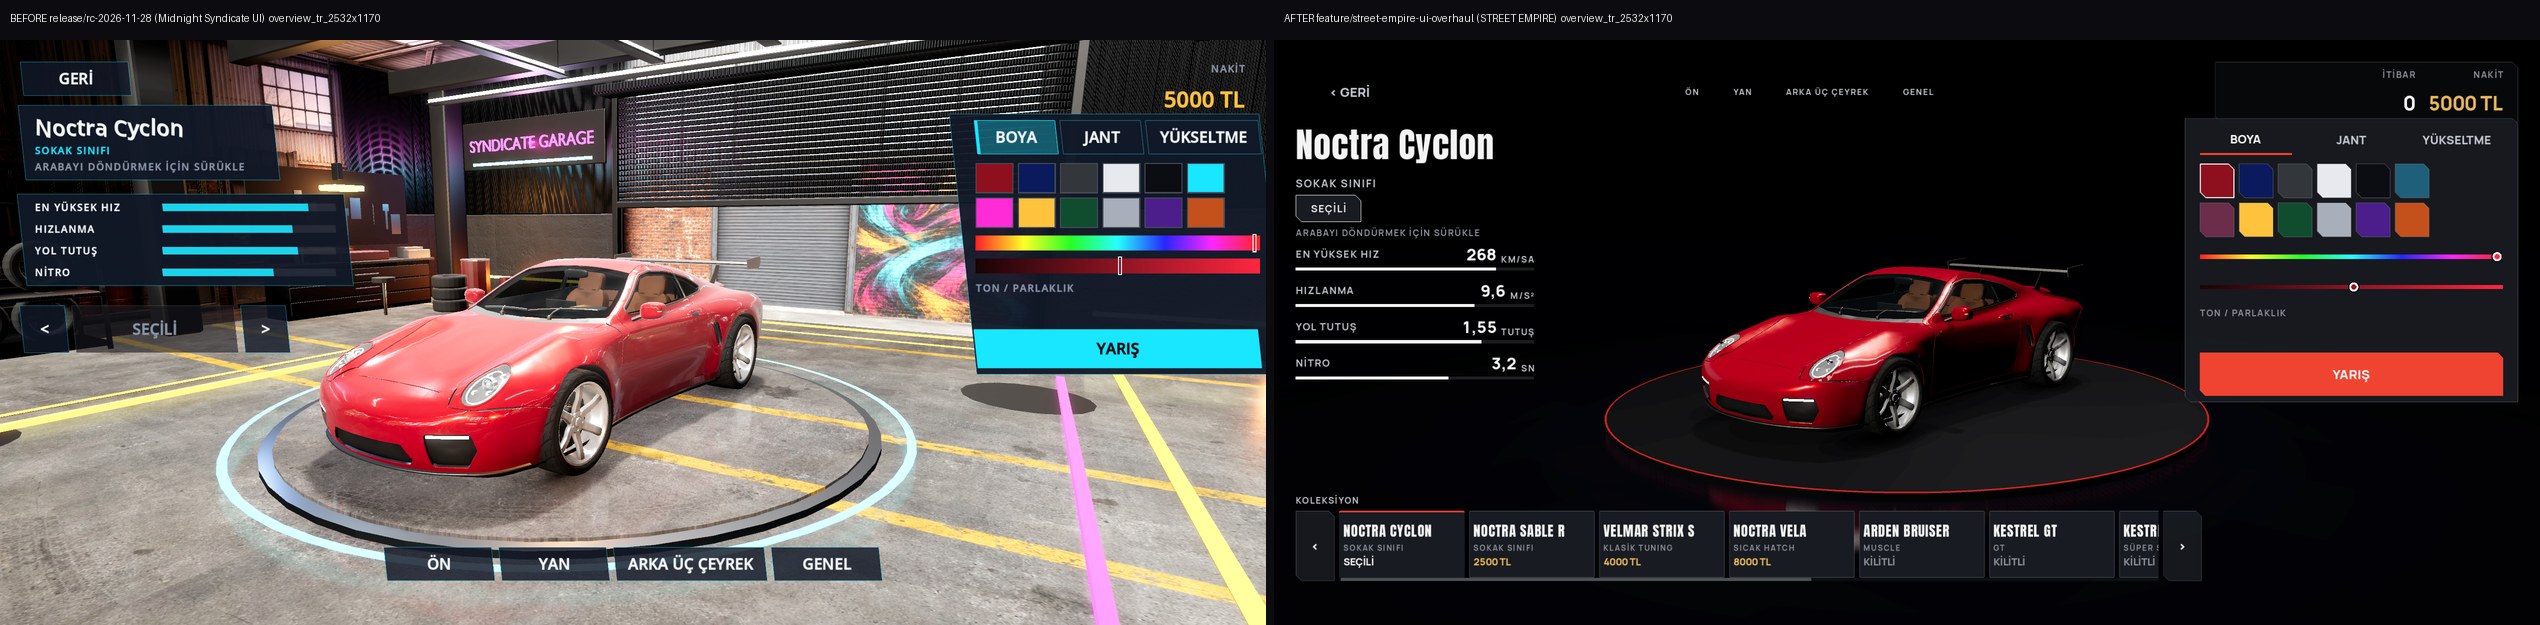 BEFORE release/rc-2026-11-28 (Midnight Syndicate UI) overview_tr_2532x1170
GERİ
NAKİT
5000 TL
Noctra Cyclon
SOKAK SINIFI
ARABAYI DÖNDÜRMEK İÇİN SÜRÜKLE
SYNDICATE GARAGE
BOYA JANT YÜKSELTME
EN YÜKSEK HIZ
HIZLANMA
YOL TUTUŞ
NİTRO
TON / PARLAKLIK
< SEÇİLİ >
YARIŞ
ÖN YAN ARKA ÜÇ ÇEYREK GENEL
AFTER feature/street-empire-ui-overhaul (STREET EMPIRE) overview_tr_2532x1170
‹ GERİ
ÖN YAN ARKA ÜÇ ÇEYREK GENEL
İTİBAR NAKİT
0 5000 TL
Noctra Cyclon
SOKAK SINIFI
SEÇİLİ
ARABAYI DÖNDÜRMEK İÇİN SÜRÜKLE
EN YÜKSEK HIZ 268 KM/SA
HIZLANMA 9,6 M/S²
YOL TUTUŞ 1,55 TUTUŞ
NİTRO 3,2 SN
BOYA JANT YÜKSELTME
TON / PARLAKLIK
YARIŞ
KOLEKSİYON
‹ NOCTRA CYCLON NOCTRA SABLE R VELMAR STRIX S NOCTRA VELA ARDEN BRUISER KESTREL GT KESTR ›
SOKAK SINIFI SOKAK SINIFI KLASİK TUNING SICAK HATCH MUSCLE GT SÜPER
SEÇİLİ 2500 TL 4000 TL 8000 TL KİLİTLİ KİLİTLİ KİLİTLİ